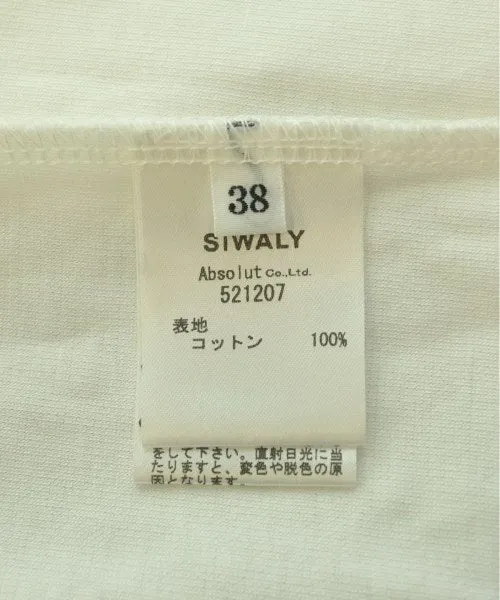 38
SIWALY
Absolut Co.,Ltd.
521207
表地
コットン 100%
をして下さい。直射日光に当
たりますと、変色や脱色の原
因となります。